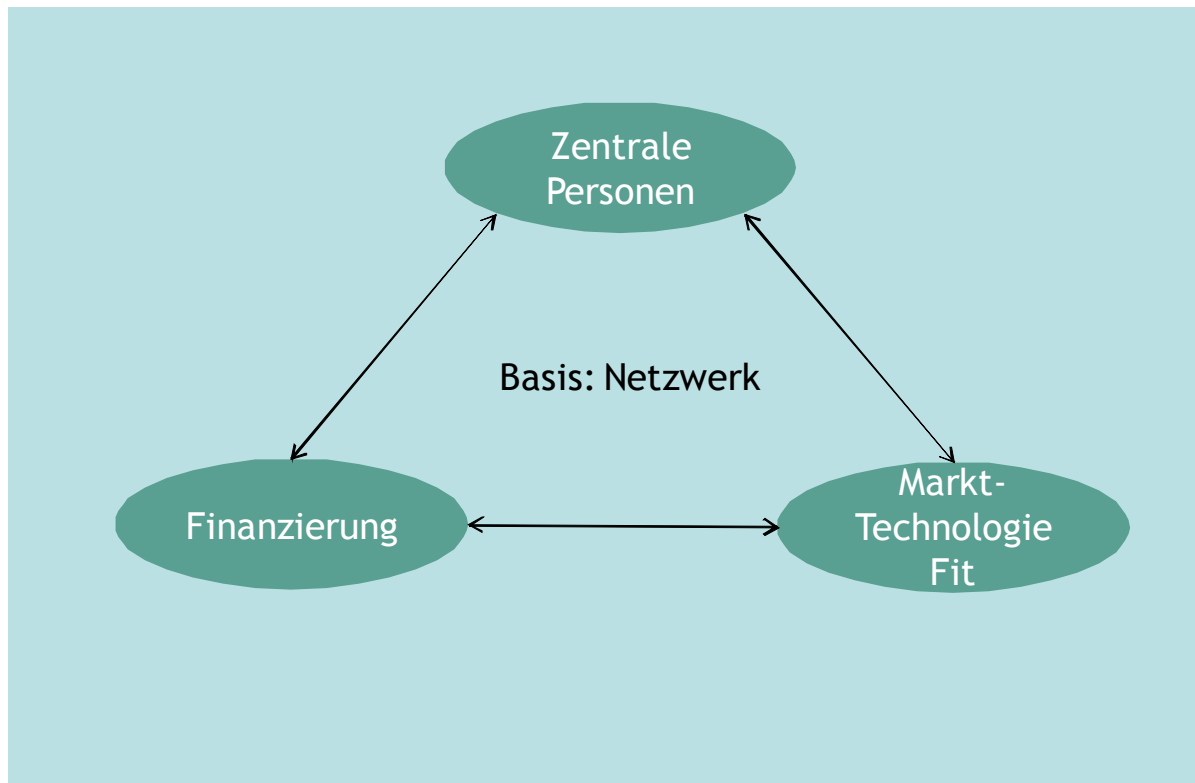 Zentrale
Personen
Basis: Netzwerk
Finanzierung
Markt-
Technologie
Fit